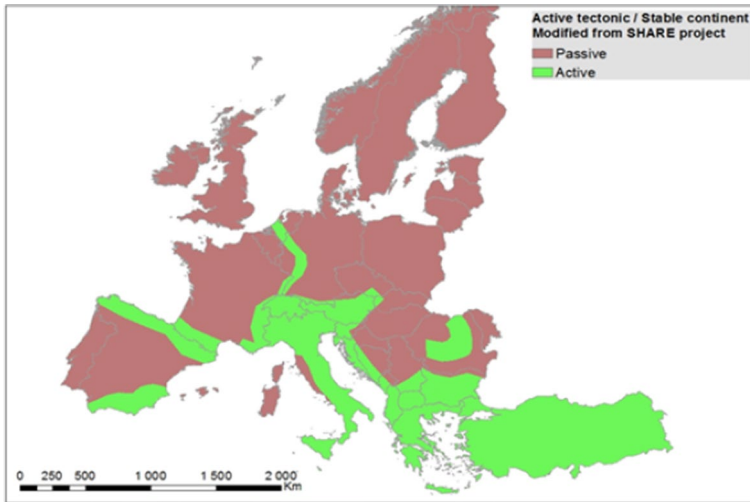 Active tectonic / Stable continent
Modified from SHARE project
Passive
Active
0 250 500 1 000 1 500 2 000
Km